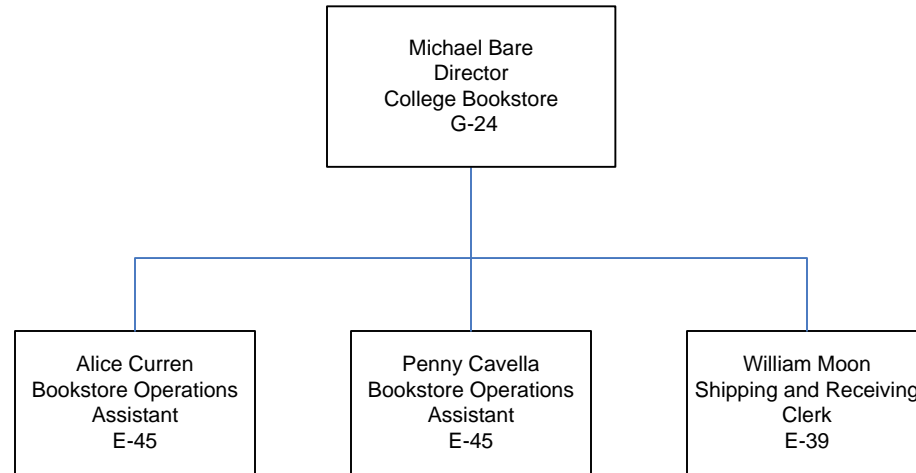 Michael Bare
Director
College Bookstore
G-24
Alice Curren
Bookstore Operations
Assistant
E-45
Penny Cavella
Bookstore Operations
Assistant
E-45
William Moon
Shipping and Receiving
Clerk
E-39